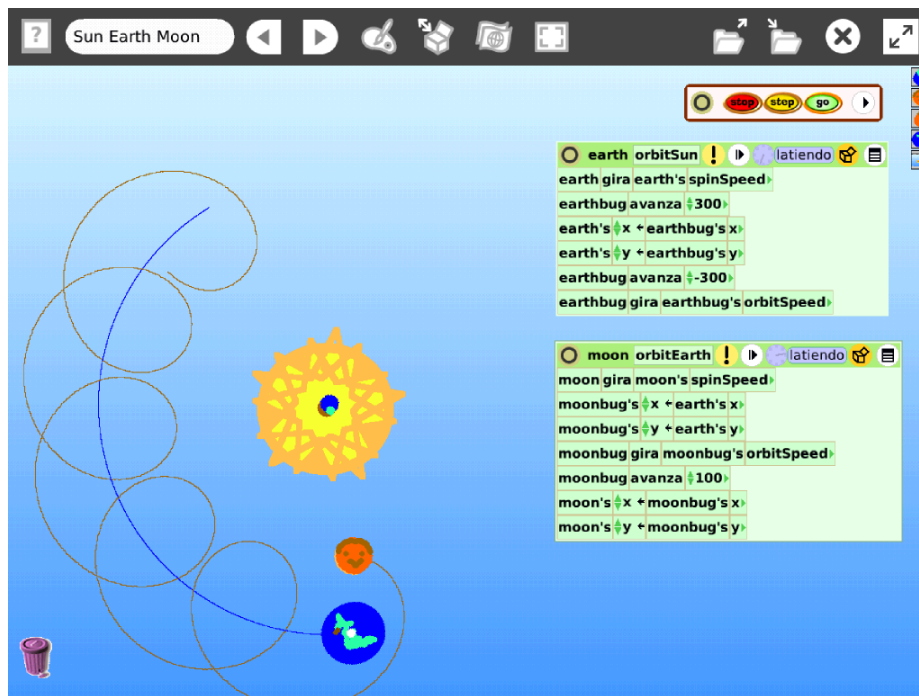 ? Sun Earth Moon
stop stop go
earth orbitSun ! latiendo
earth gira earth's spinSpeed
earthbug avanza 300
earth's x ← earthbug's x
earth's y ← earthbug's y
earthbug avanza -300
earthbug gira earthbug's orbitSpeed
moon orbitEarth ! latiendo
moon gira moon's spinSpeed
moonbug's x ← earth's x
moonbug's y ← earth's y
moonbug gira moonbug's orbitSpeed
moonbug avanza 100
moon's x ← moonbug's x
moon's y ← moonbug's y